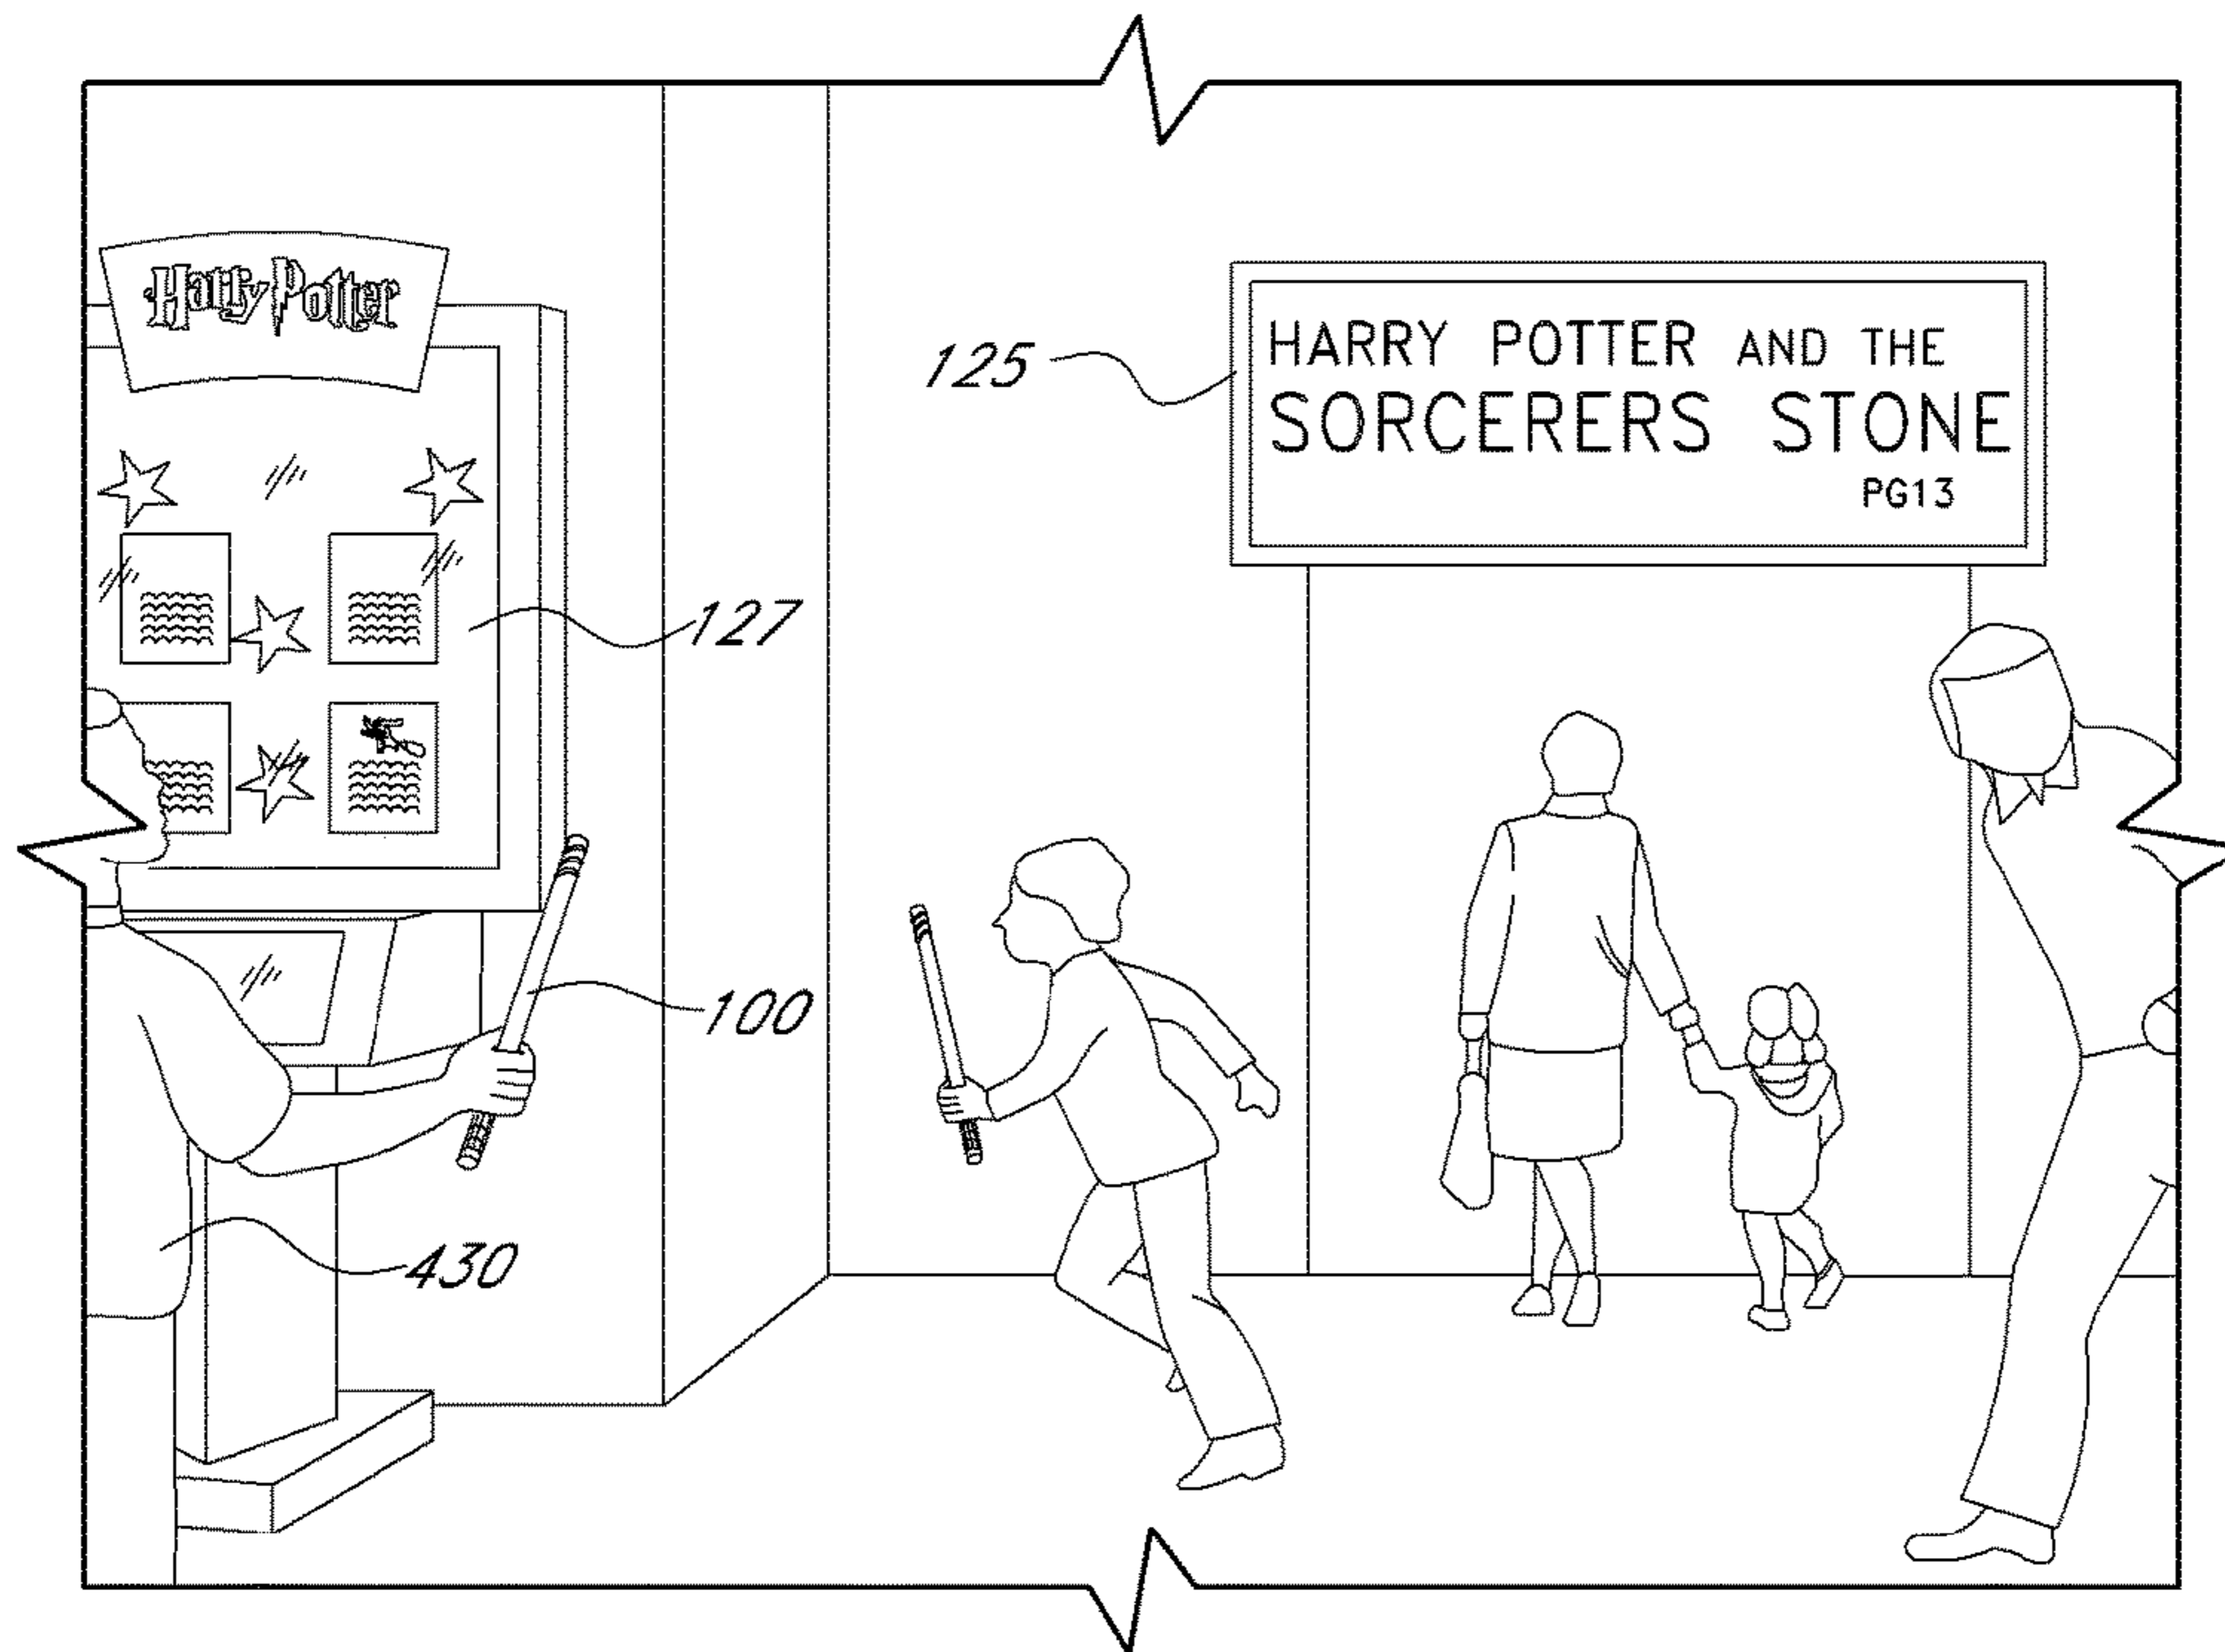 Harry Potter
125
HARRY POTTER AND THE
SORCERERS STONE
PG13
127
100
430